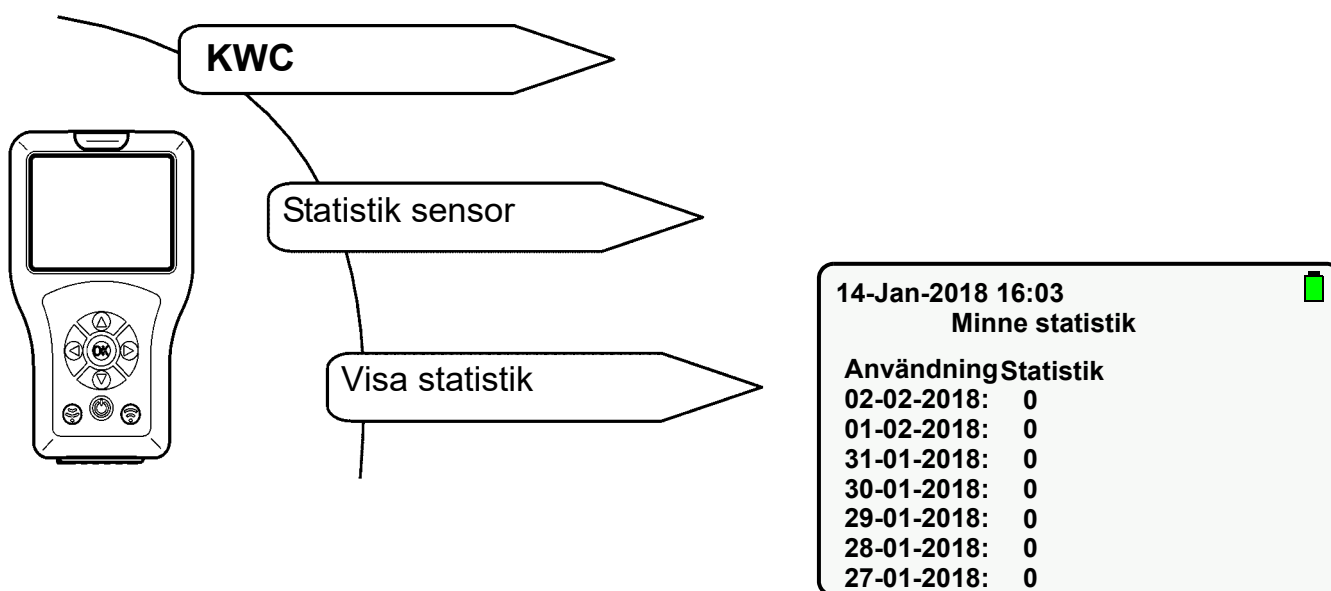 KWC
Statistik sensor
Visa statistik
OK
14-Jan-2018 16:03
Minne statistik
Användning Statistik
02-02-2018: 0
01-02-2018: 0
31-01-2018: 0
30-01-2018: 0
29-01-2018: 0
28-01-2018: 0
27-01-2018: 0